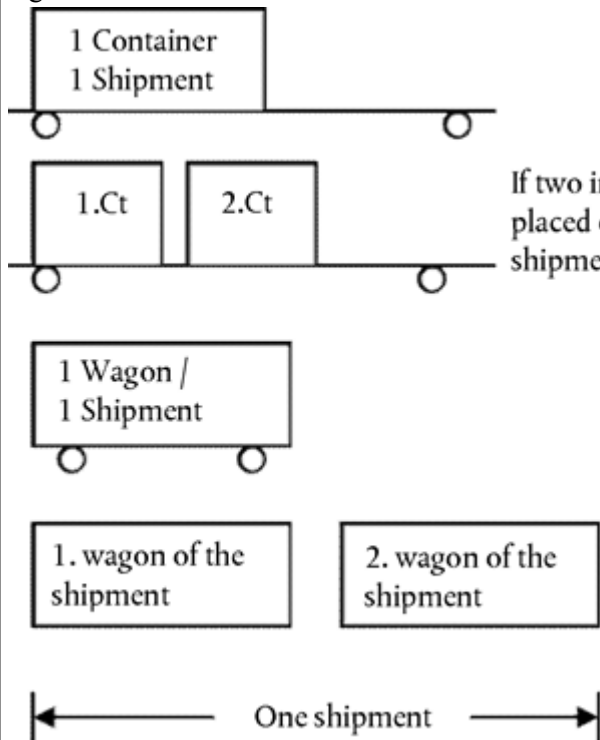 1 Container
1 Shipment
1.Ct
2.Ct
If two
placed
1 Wagon /
1 Shipment
1. wagon of the
shipment
2. wagon of the
shipment
One shipment